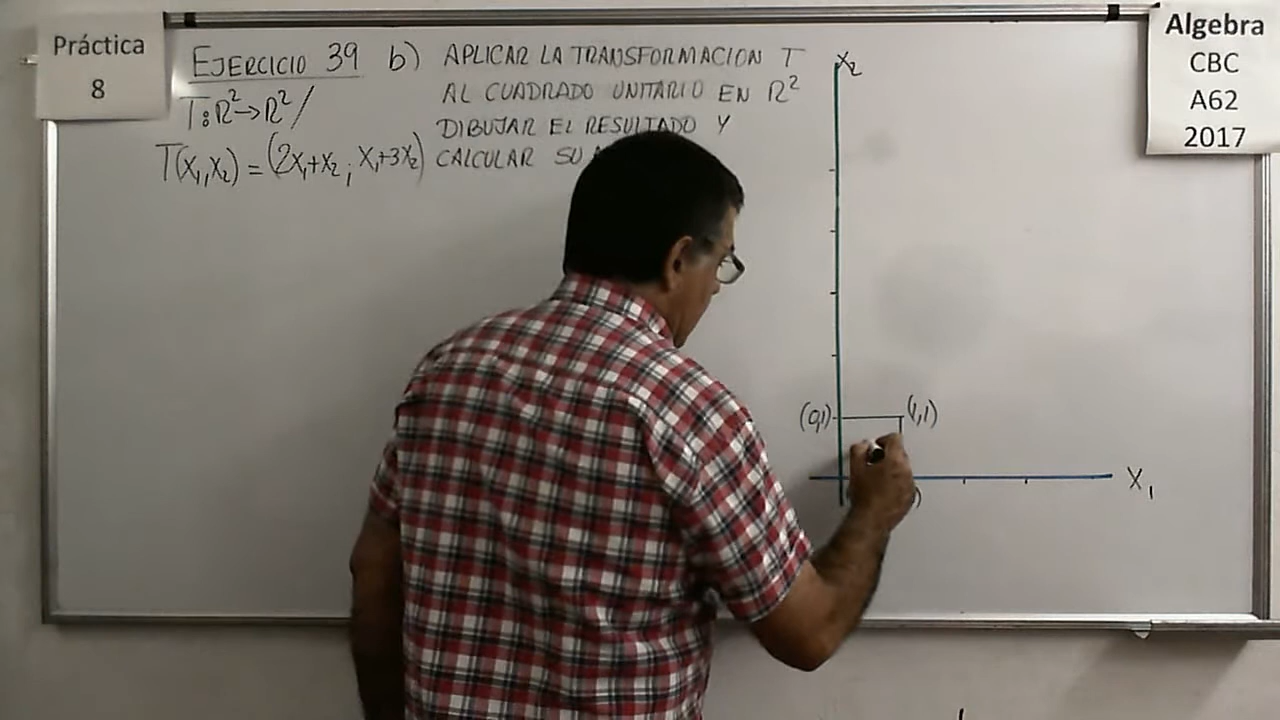 Práctica
8
EJERCICIO 39 b) APLICAR LA TRANSFORMACION T
AL CUADRADO UNITARIO EN R²
DIBUJAR EL RESULTADO Y
CALCULAR SU
T:R²→R² /
T(X₁,X₂) = (2X₁+X₂ ; X₁+3X₂)
X₂
(0,1)
(1,1)
X₁
Algebra
CBC
A62
2017